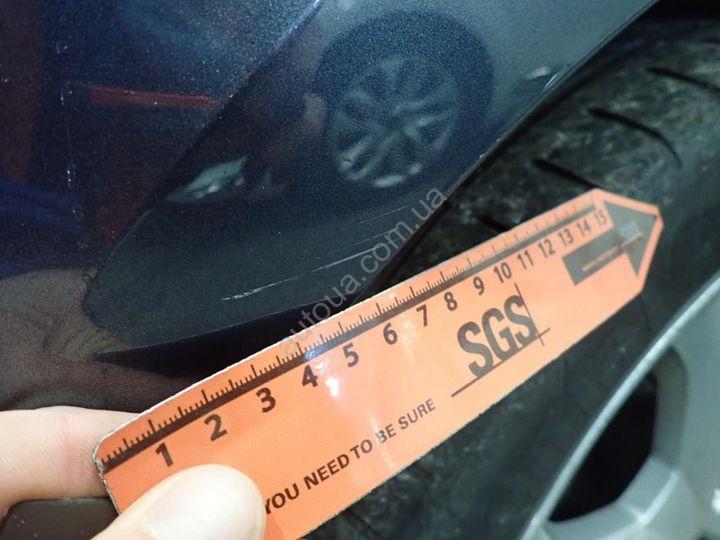 autoua.com.ua
1 2 3 4 5 6 7 8 9 10 11 12 13 14 15
SGS
YOU NEED TO BE SURE